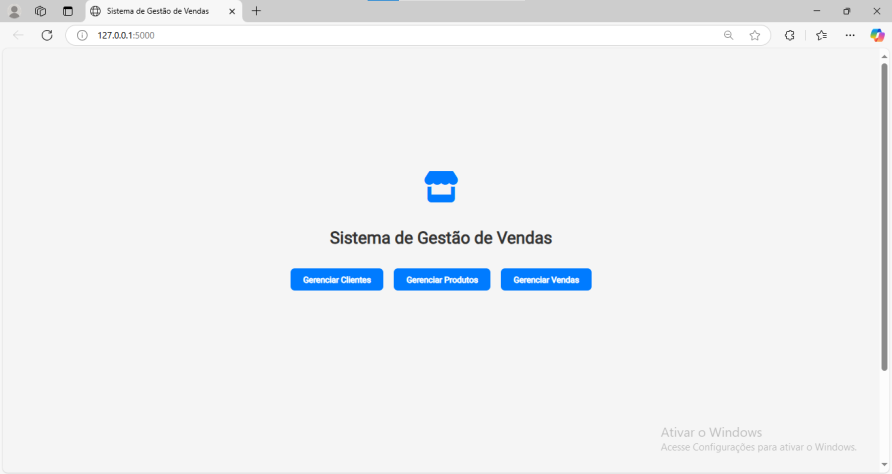 Sistema de Gestão de Vendas
127.0.0.1:5000
Sistema de Gestão de Vendas
Gerenciar Clientes
Gerenciar Produtos
Gerenciar Vendas
Ativar o Windows
Acesse Configurações para ativar o Windows.